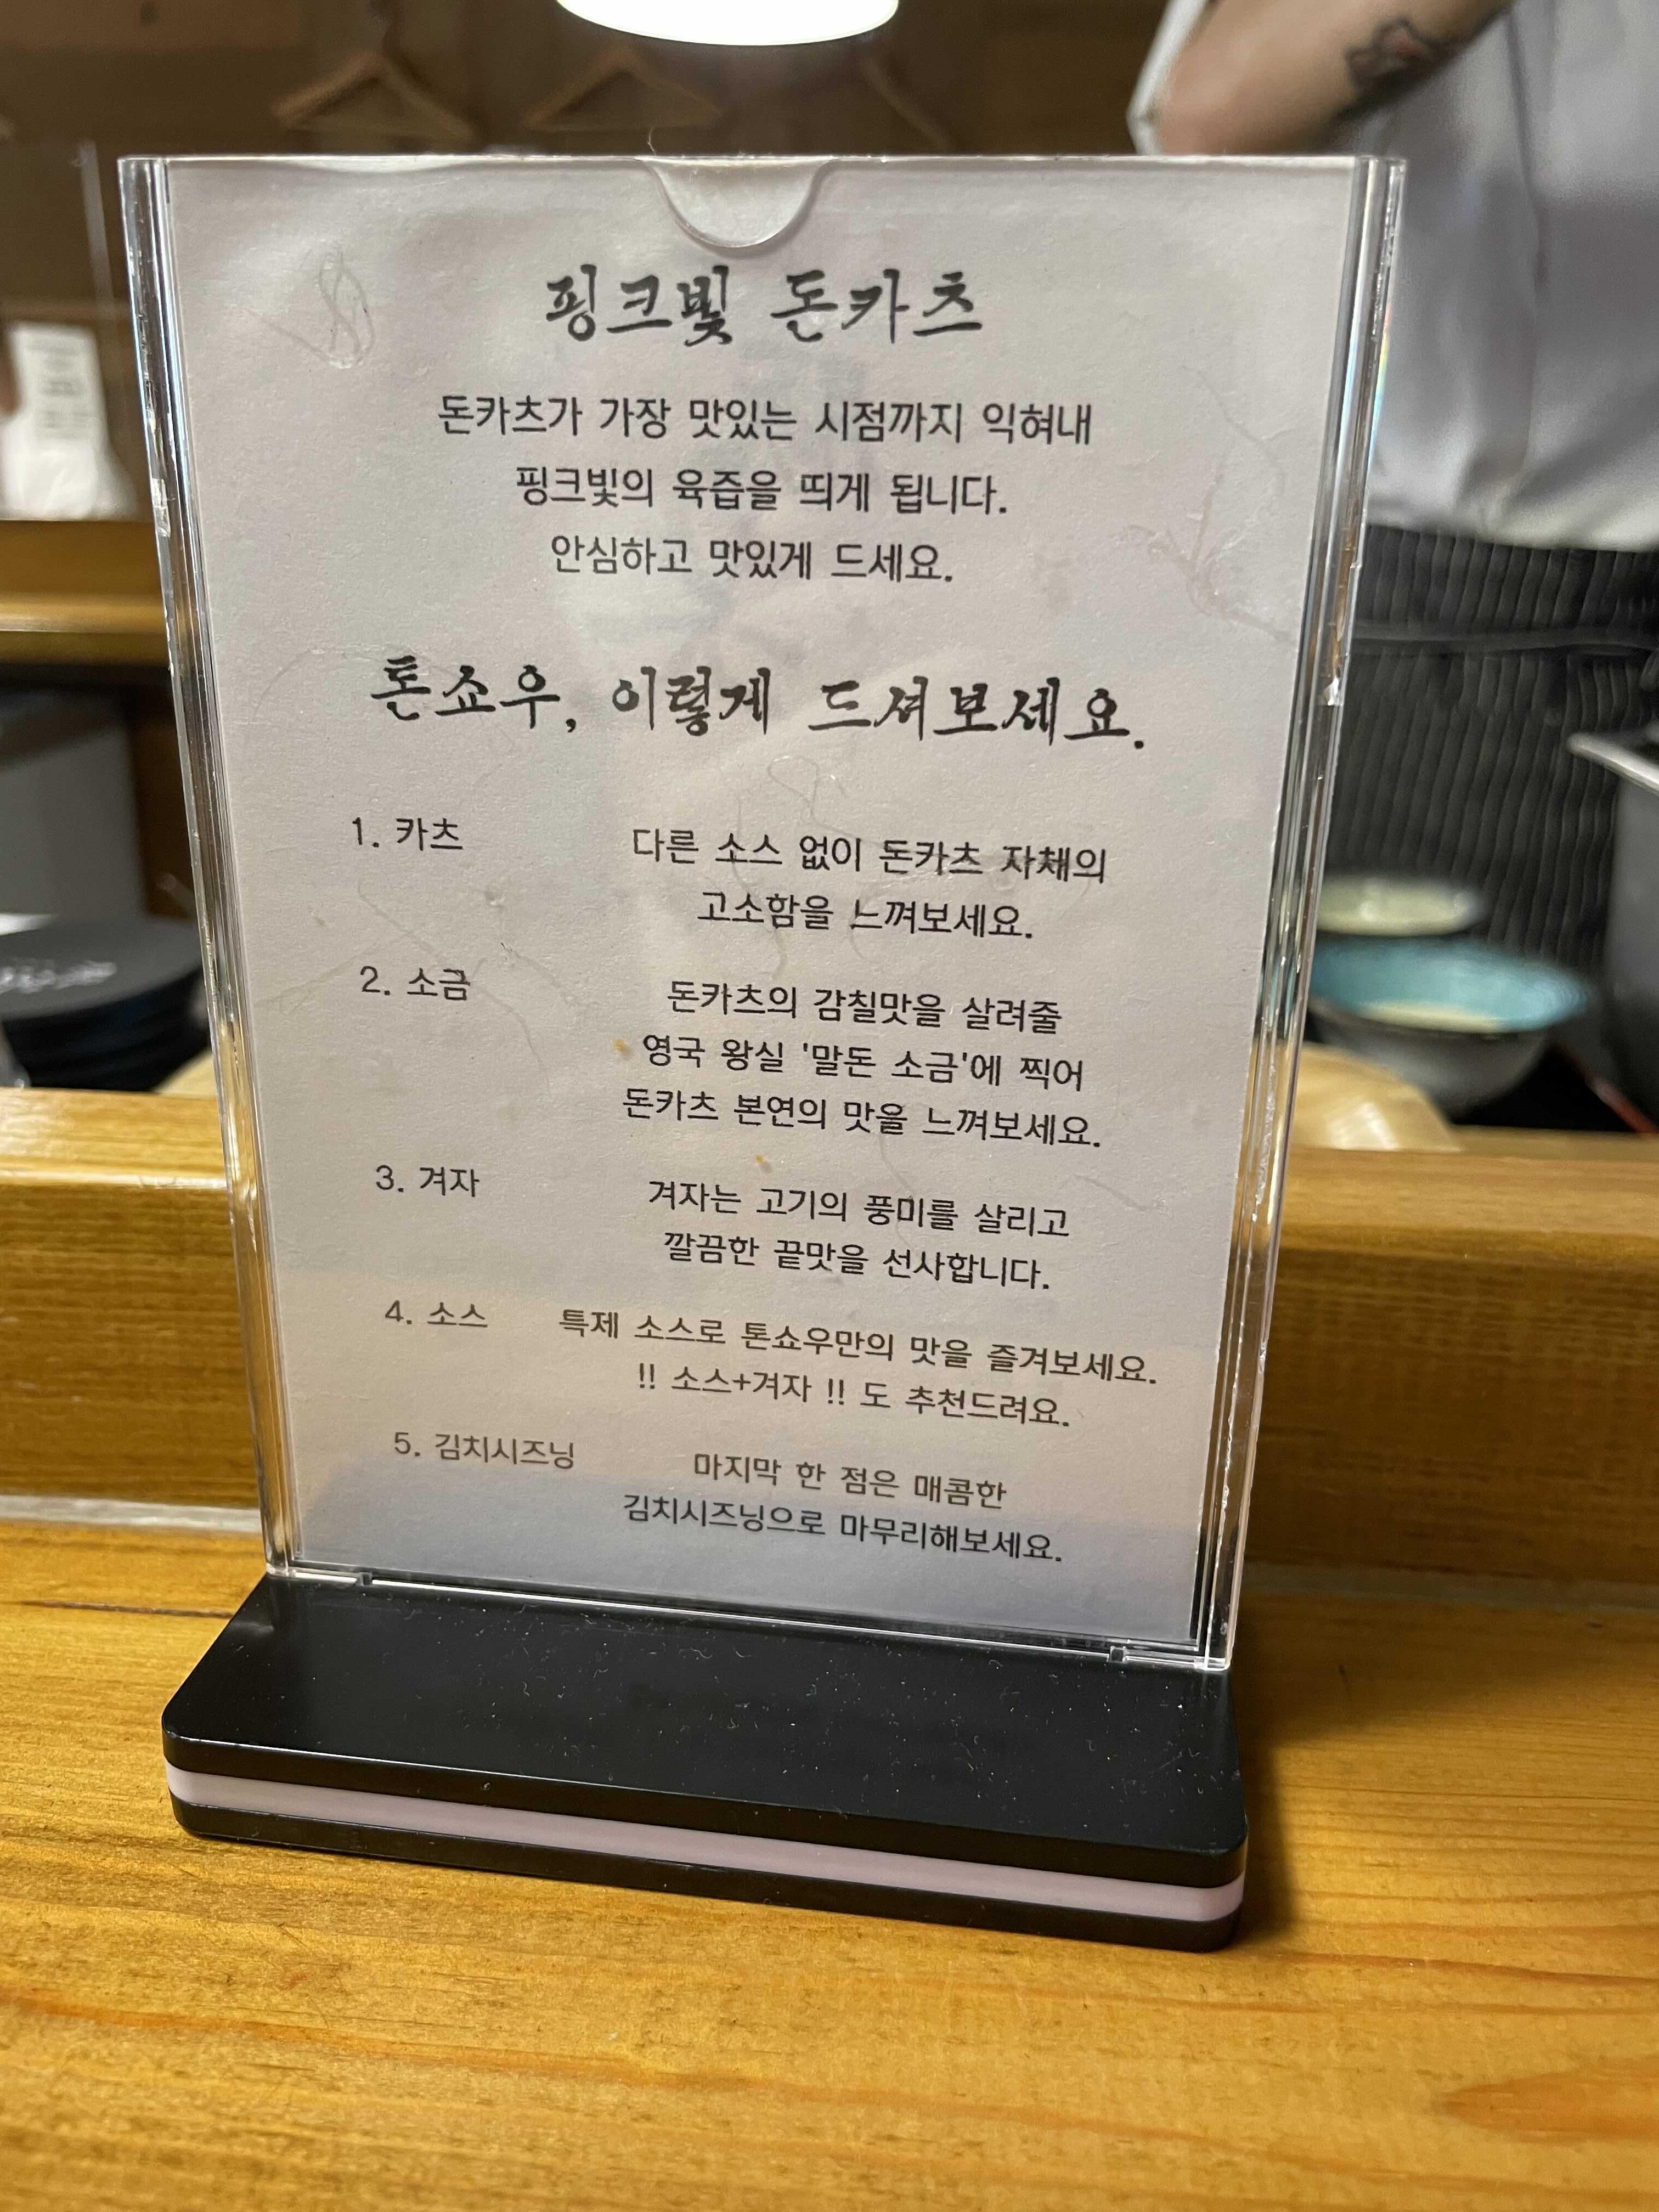 핑크빛 돈카츠
돈카츠가 가장 맛있는 시점까지 익혀내
핑크빛의 육즙을 띄게 됩니다.
안심하고 맛있게 드세요.
톤쇼우, 이렇게 드셔보세요.
1. 카츠 다른 소스 없이 돈카츠 자채의
고소함을 느껴보세요.
2. 소금 돈카츠의 감칠맛을 살려줄
영국 왕실 '말돈 소금'에 찍어
돈카츠 본연의 맛을 느껴보세요.
3. 겨자 겨자는 고기의 풍미를 살리고
깔끔한 끝맛을 선사합니다.
4. 소스 특제 소스로 톤쇼우만의 맛을 즐겨보세요.
!! 소스+겨자 !! 도 추천드려요.
5. 김치시즈닝 마지막 한 점은 매콤한
김치시즈닝으로 마무리해보세요.